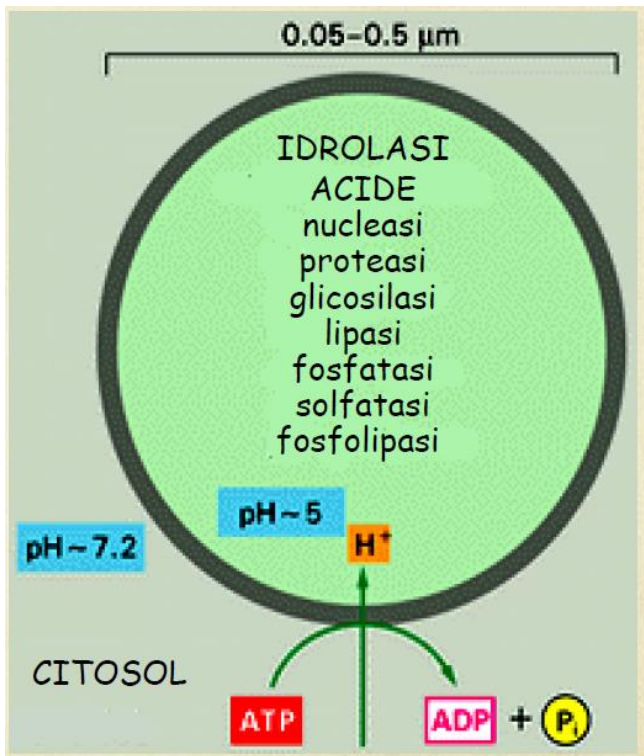 0.05–0.5 μm
IDROLASI
ACIDE
nucleasi
proteasi
glicosilasi
lipasi
fosfatasi
solfatasi
fosfolipasi
pH~5
H⁺
pH~7.2
CITOSOL
ATP
ADP + Pᵢ